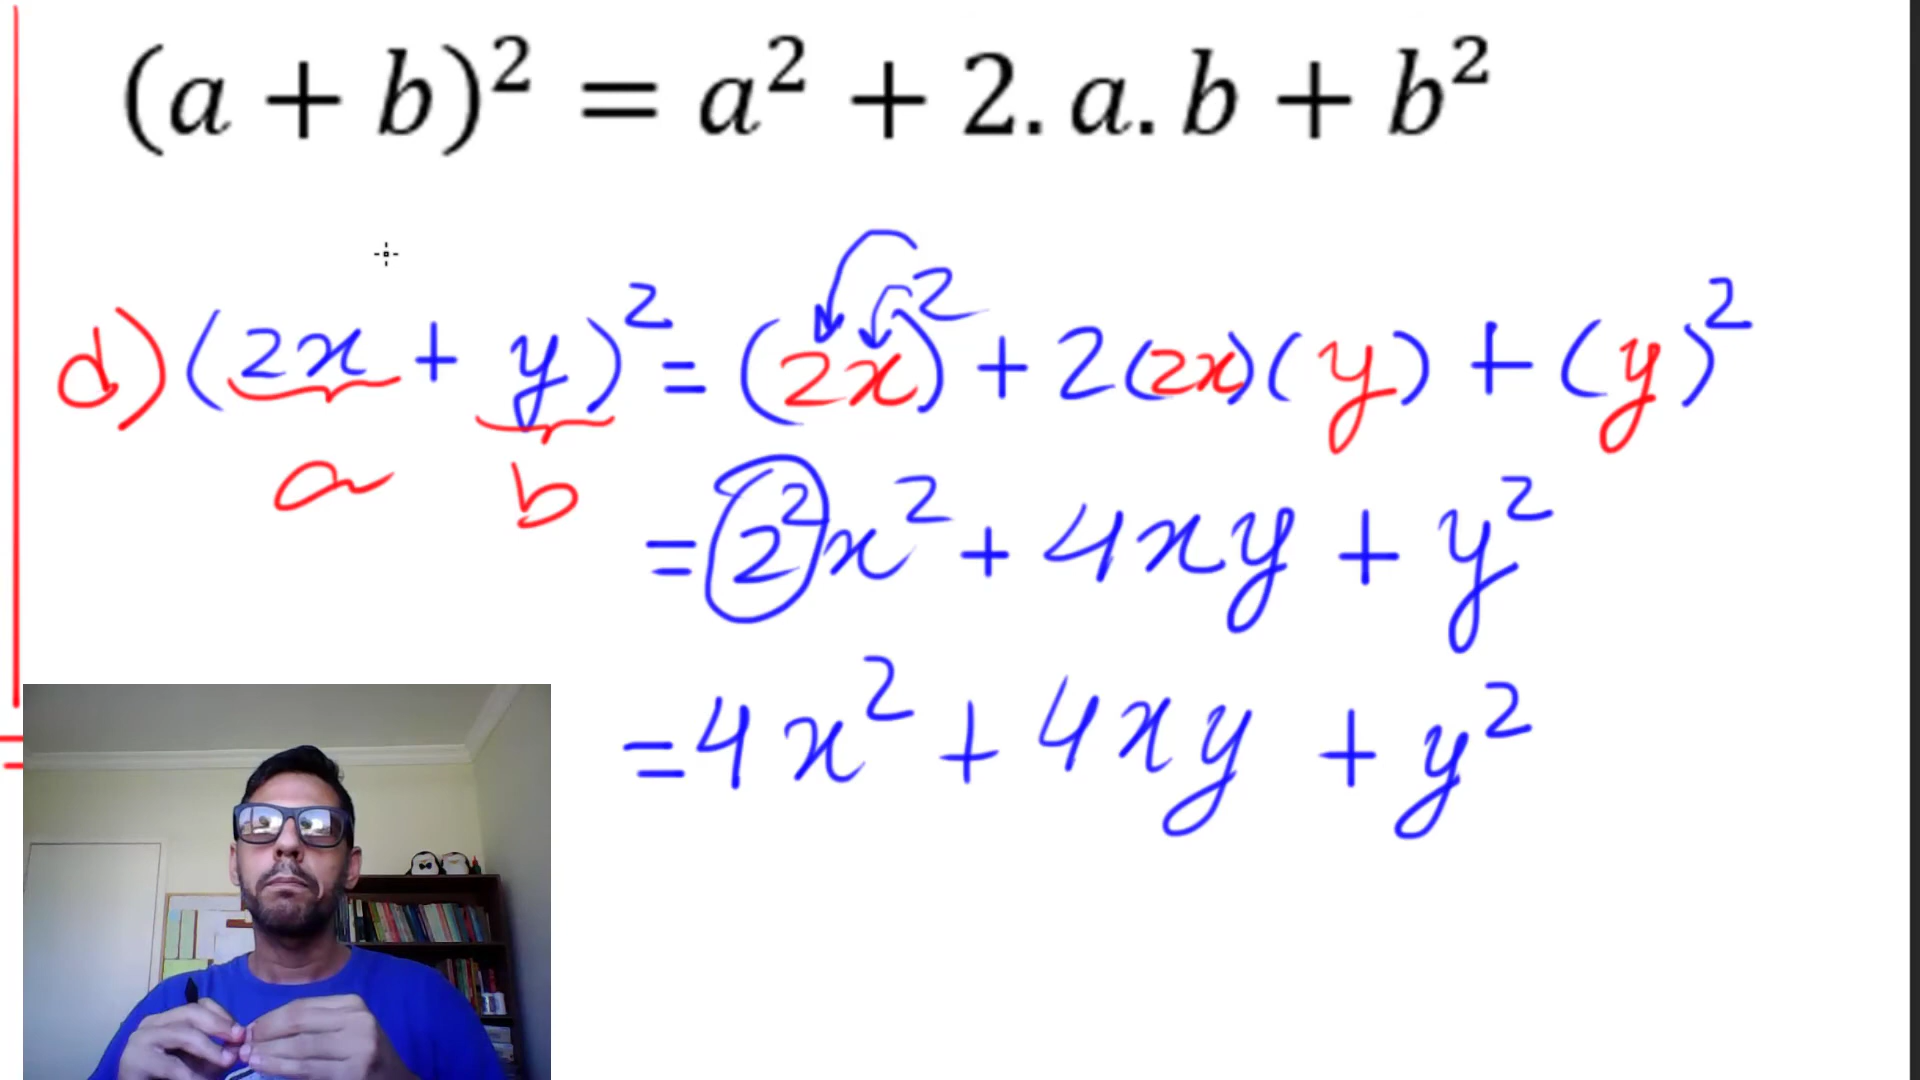 (a + b)² = a² + 2. a. b + b²
d) (2x + y)² = (2x)² + 2(2x)(y) + (y)²
a b
= 2²x² + 4xy + y²
= 4x² + 4xy + y²